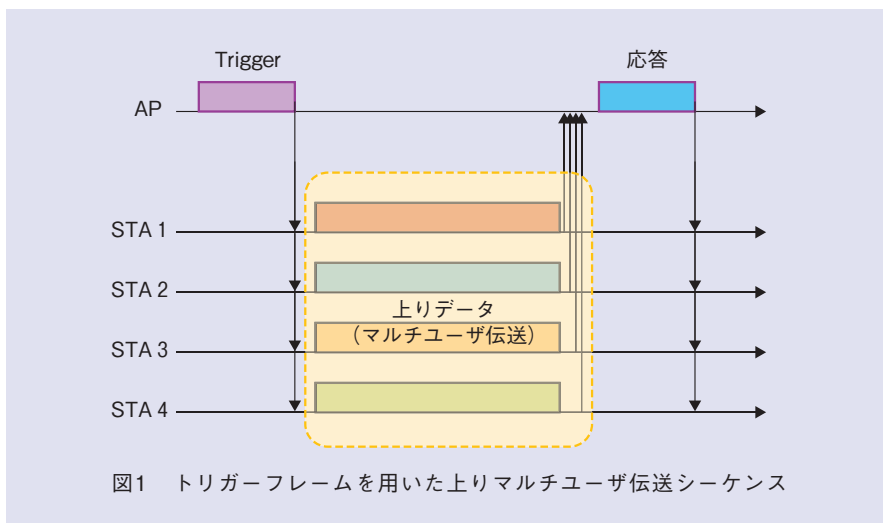 Trigger
応答
AP
STA 1
STA 2
上りデータ
（マルチユーザ伝送）
STA 3
STA 4
図1 トリガーフレームを用いた上りマルチユーザ伝送シーケンス